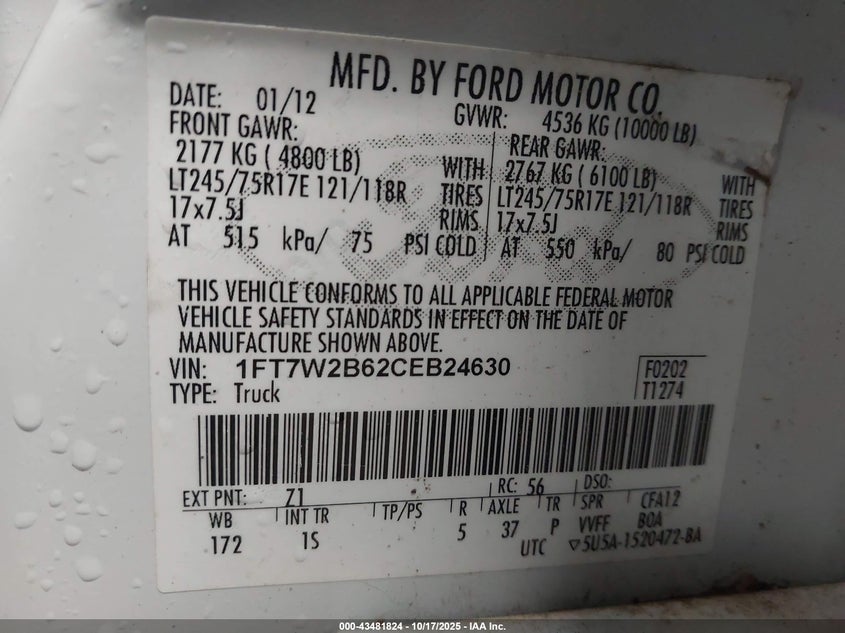 MFD. BY FORD MOTOR CO.
DATE: 01/12 GVWR: 4536 KG (10000 LB)
FRONT GAWR: REAR GAWR:
2177 KG ( 4800 LB) WITH 2767 KG ( 6100 LB) WITH
LT245/75R17E 121/118R TIRES LT245/75R17E 121/118R TIRES
17x7.5J RIMS 17x7.5J RIMS
AT 515 kPa/ 75 PSI COLD AT 550 kPa/ 80 PSI COLD
THIS VEHICLE CONFORMS TO ALL APPLICABLE FEDERAL MOTOR
VEHICLE SAFETY STANDARDS IN EFFECT ON THE DATE OF
MANUFACTURE SHOWN ABOVE.
VIN: 1FT7W2B62CEB24630 F0202
TYPE: Truck T1274
EXT PNT: Z1 RC: 56 DSO:
WB INT TR TP/PS R AXLE TR SPR CFA12
172 1S 5 37 P VVFF BOA
UTC ▽5U5A-1520472-BA
000-43481824 - 10/17/2025 - IAA Inc.